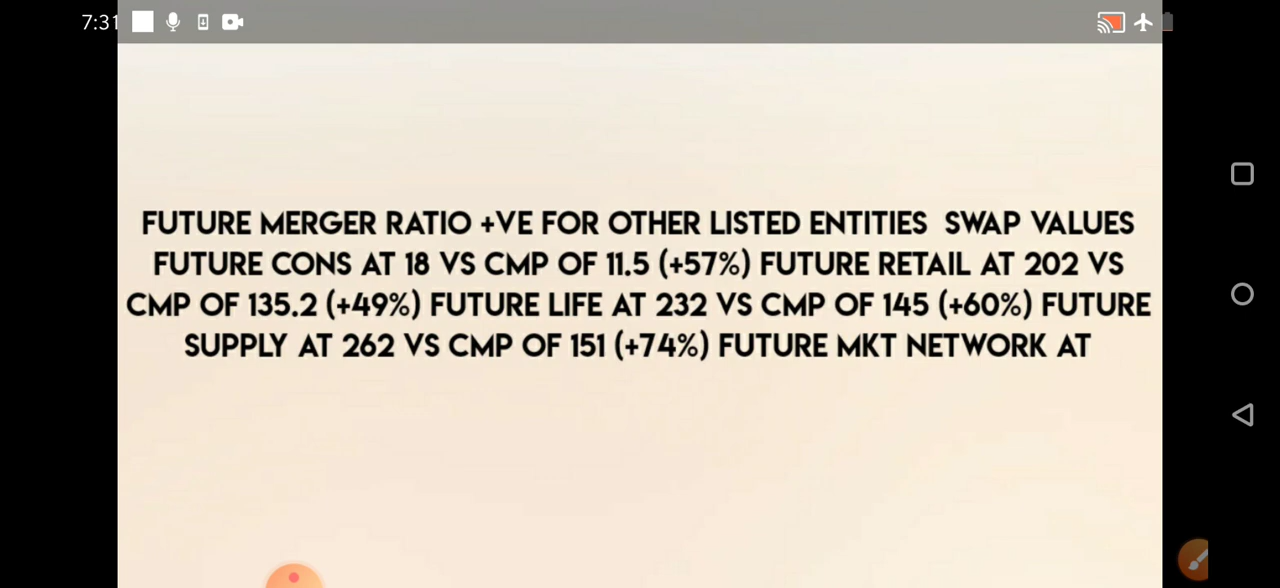 7:31
FUTURE MERGER RATIO +VE FOR OTHER LISTED ENTITIES SWAP VALUES
FUTURE CONS AT 18 VS CMP OF 11.5 (+57%) FUTURE RETAIL AT 202 VS
CMP OF 135.2 (+49%) FUTURE LIFE AT 232 VS CMP OF 145 (+60%) FUTURE
SUPPLY AT 262 VS CMP OF 151 (+74%) FUTURE MKT NETWORK AT